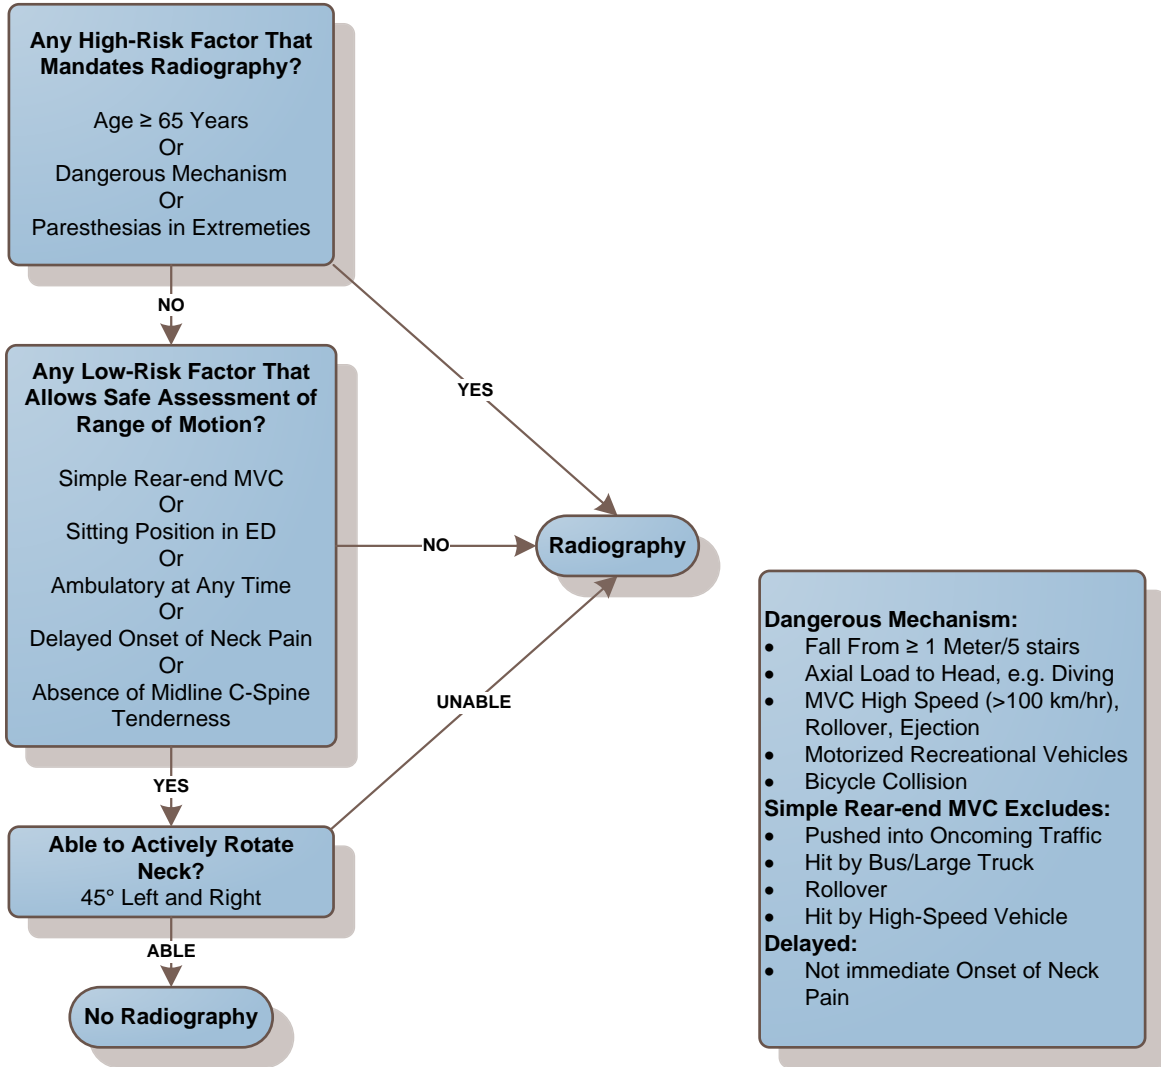 Any High-Risk Factor That
Mandates Radiography?
Age ≥ 65 Years
Or
Dangerous Mechanism
Or
Paresthesias in Extremeties
NO
YES
Any Low-Risk Factor That
Allows Safe Assessment of
Range of Motion?
Simple Rear-end MVC
Or
Sitting Position in ED
Or
Ambulatory at Any Time
Or
Delayed Onset of Neck Pain
Or
Absence of Midline C-Spine
Tenderness
NO
Radiography
UNABLE
YES
Able to Actively Rotate
Neck?
45° Left and Right
ABLE
No Radiography
Dangerous Mechanism:
• Fall From ≥ 1 Meter/5 stairs
• Axial Load to Head, e.g. Diving
• MVC High Speed (>100 km/hr),
Rollover, Ejection
• Motorized Recreational Vehicles
• Bicycle Collision
Simple Rear-end MVC Excludes:
• Pushed into Oncoming Traffic
• Hit by Bus/Large Truck
• Rollover
• Hit by High-Speed Vehicle
Delayed:
• Not immediate Onset of Neck
Pain